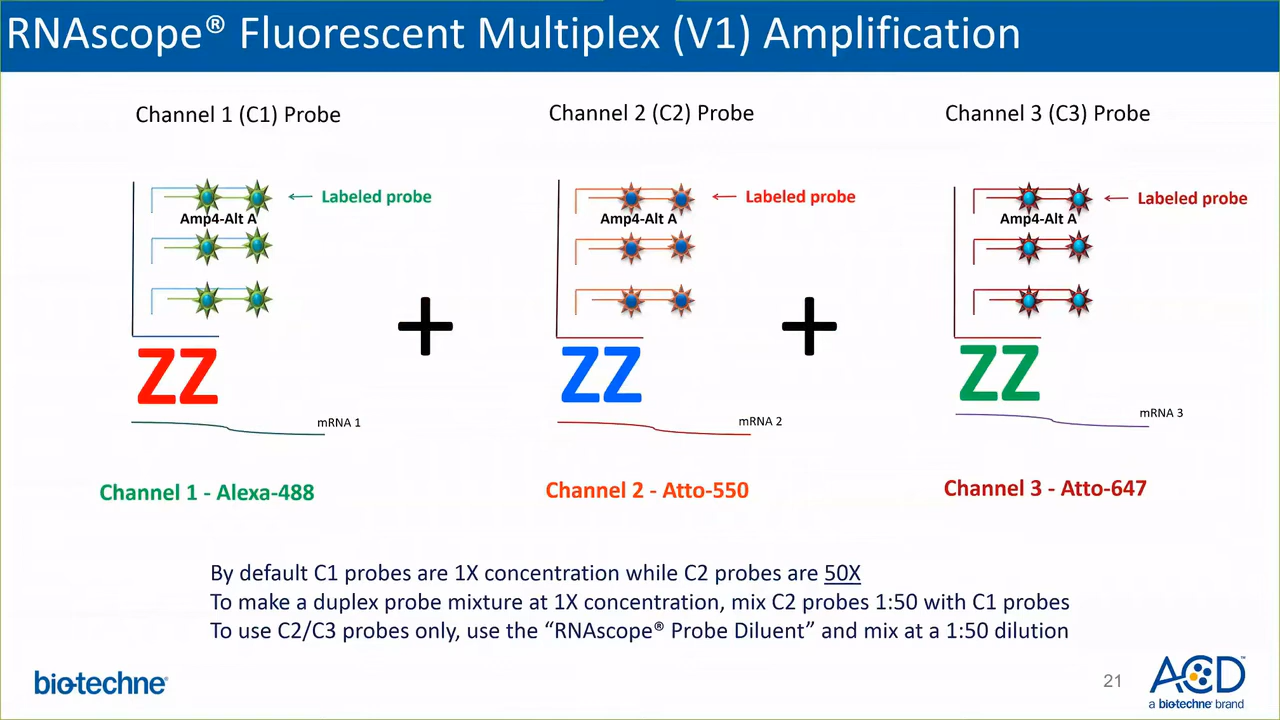 RNAscope® Fluorescent Multiplex (V1) Amplification
Channel 1 (C1) Probe
Channel 2 (C2) Probe
Channel 3 (C3) Probe
← Labeled probe
← Labeled probe
← Labeled probe
Amp4-Alt A
Amp4-Alt A
Amp4-Alt A
+
+
ZZ
ZZ
ZZ
mRNA 1
mRNA 2
mRNA 3
Channel 1 - Alexa-488
Channel 2 - Atto-550
Channel 3 - Atto-647
By default C1 probes are 1X concentration while C2 probes are 50X
To make a duplex probe mixture at 1X concentration, mix C2 probes 1:50 with C1 probes
To use C2/C3 probes only, use the “RNAscope® Probe Diluent” and mix at a 1:50 dilution
bio-techne®
21
ACD™
a bio-techne® brand